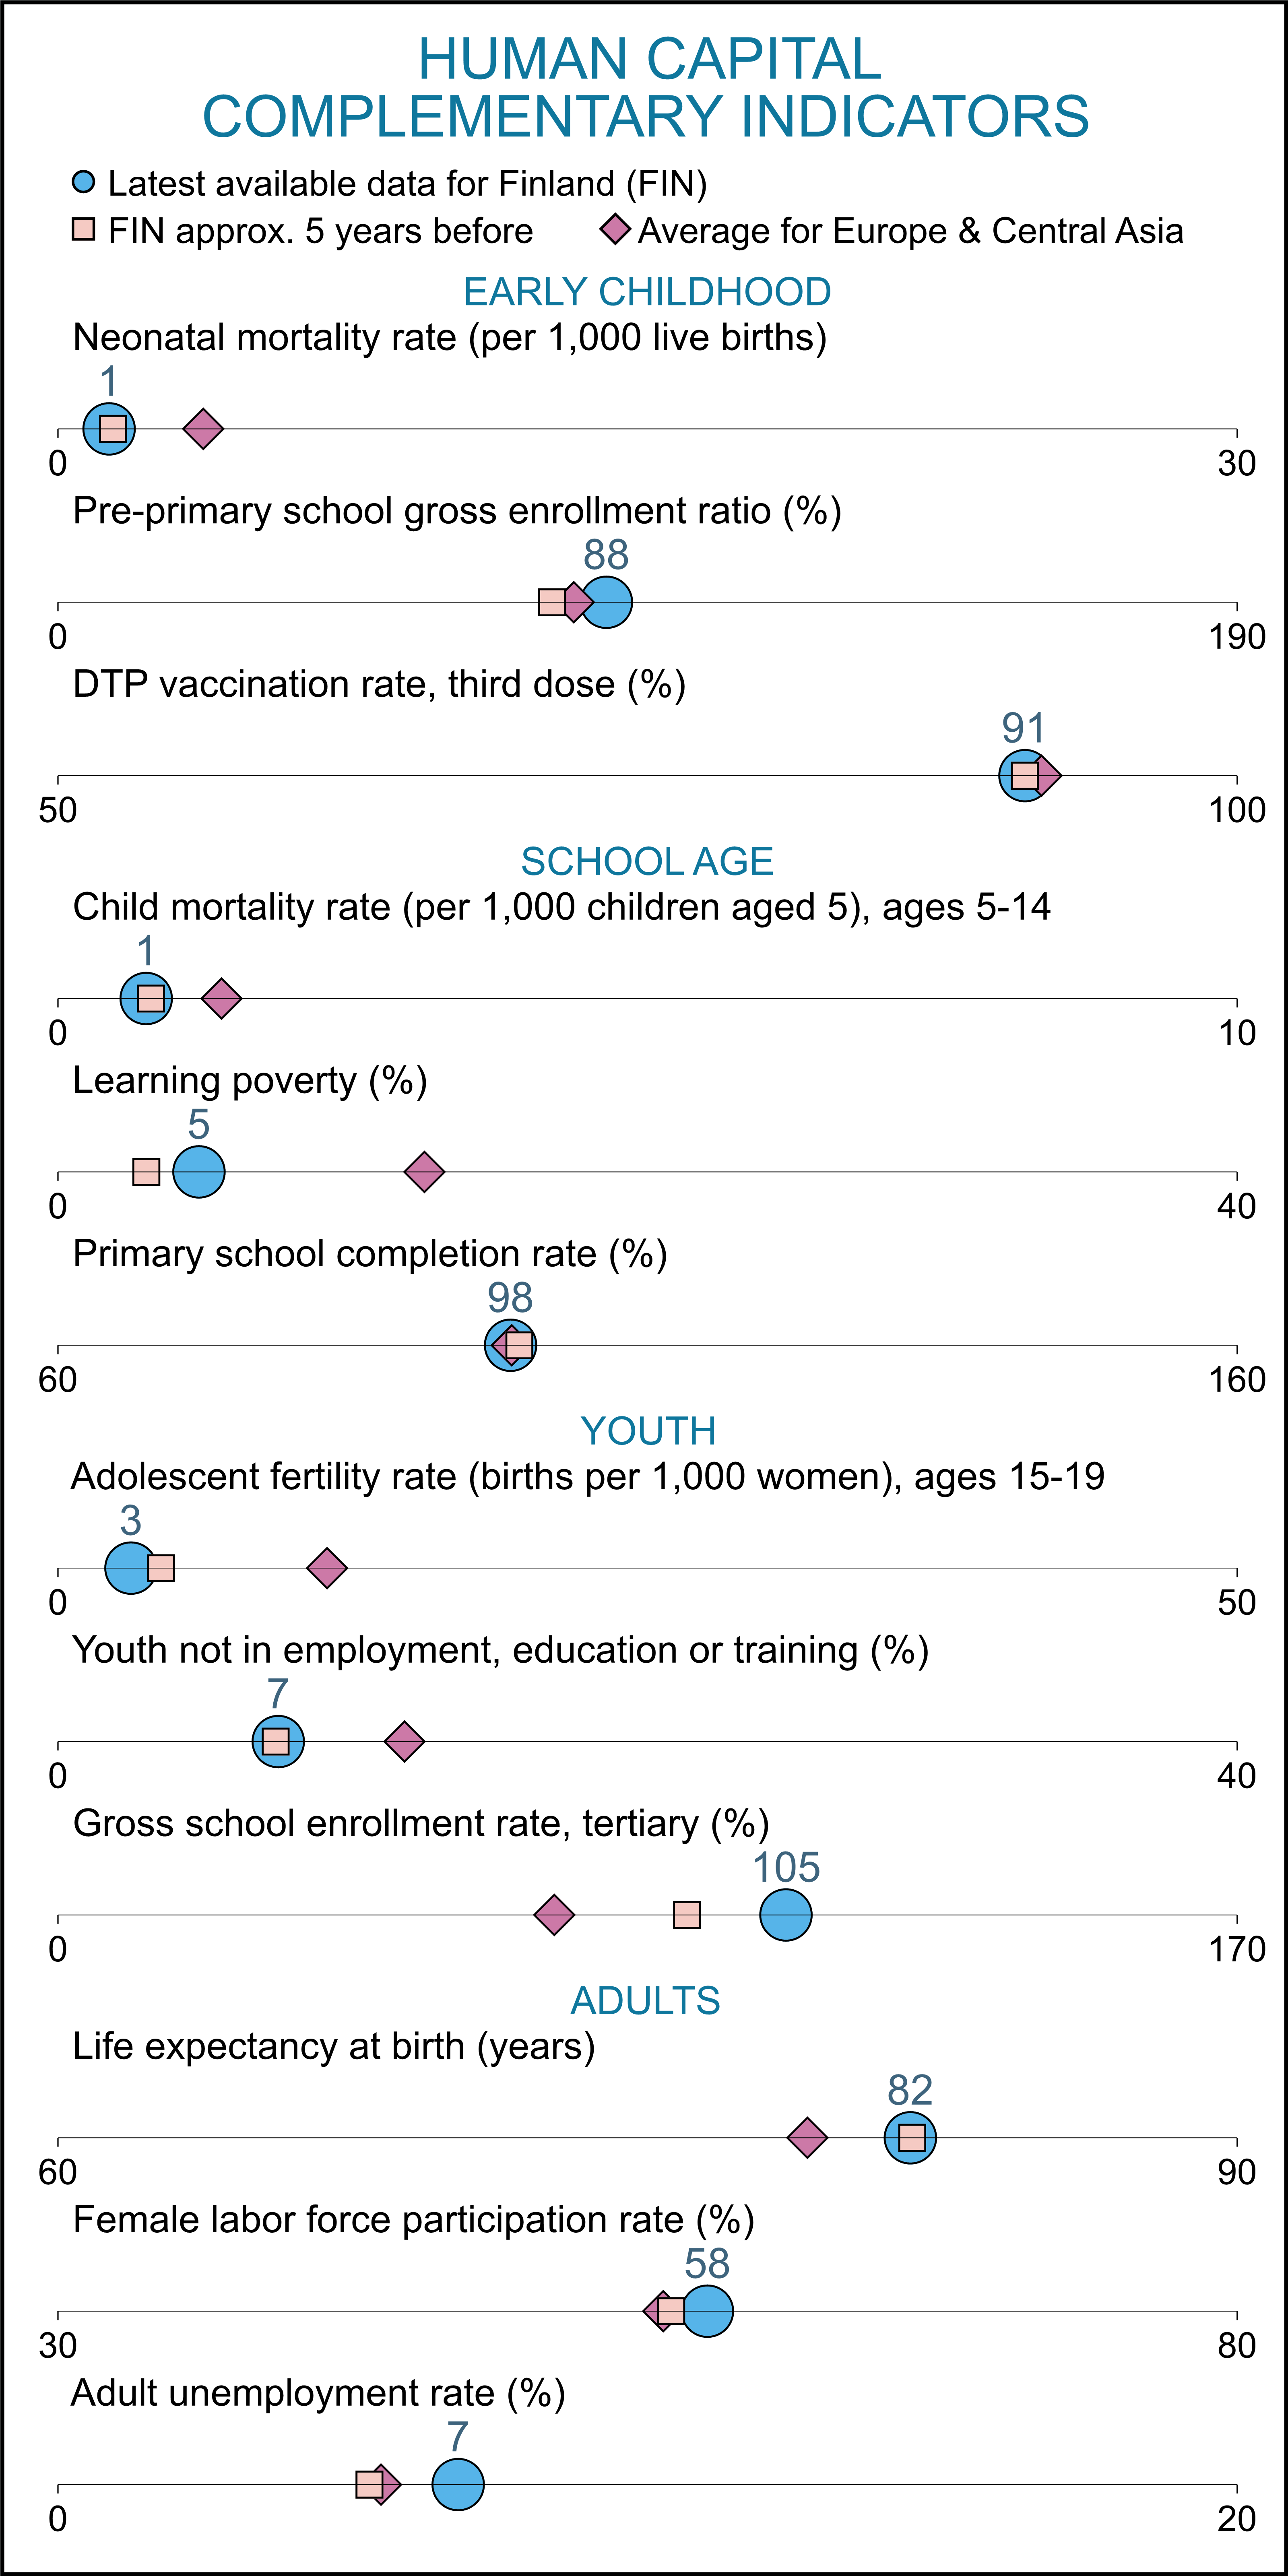 HUMAN CAPITAL
COMPLEMENTARY INDICATORS
Latest available data for Finland (FIN)
FIN approx. 5 years before
Average for Europe & Central Asia
EARLY CHILDHOOD
Neonatal mortality rate (per 1,000 live births)
1
0 30
Pre-primary school gross enrollment ratio (%)
88
0 190
DTP vaccination rate, third dose (%)
91
50 100
SCHOOL AGE
Child mortality rate (per 1,000 children aged 5), ages 5-14
1
0 10
Learning poverty (%)
5
0 40
Primary school completion rate (%)
98
60 160
YOUTH
Adolescent fertility rate (births per 1,000 women), ages 15-19
3
0 50
Youth not in employment, education or training (%)
7
0 40
Gross school enrollment rate, tertiary (%)
105
0 170
ADULTS
Life expectancy at birth (years)
82
60 90
Female labor force participation rate (%)
58
30 80
Adult unemployment rate (%)
7
0 20